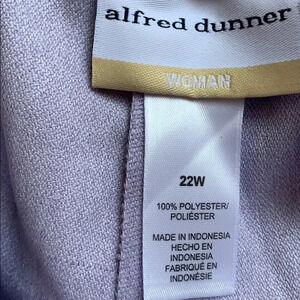 alfred dunner
WOMAN
22W
100% POLYESTER/
POLIÉSTER
MADE IN INDONESIA
HECHO EN
INDONESIA
FABRIQUÉ EN
INDONÉSIE